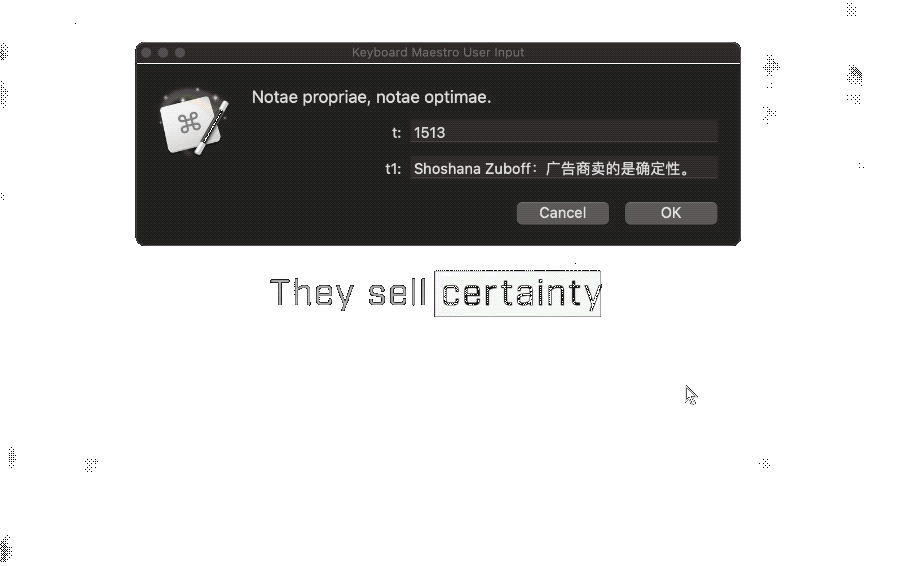 Keyboard Maestro User Input
Notae propriae, notae optimae.
t: 1513
t1: Shoshana Zuboff：广告商卖的是确定性。
Cancel OK
They sell certainty